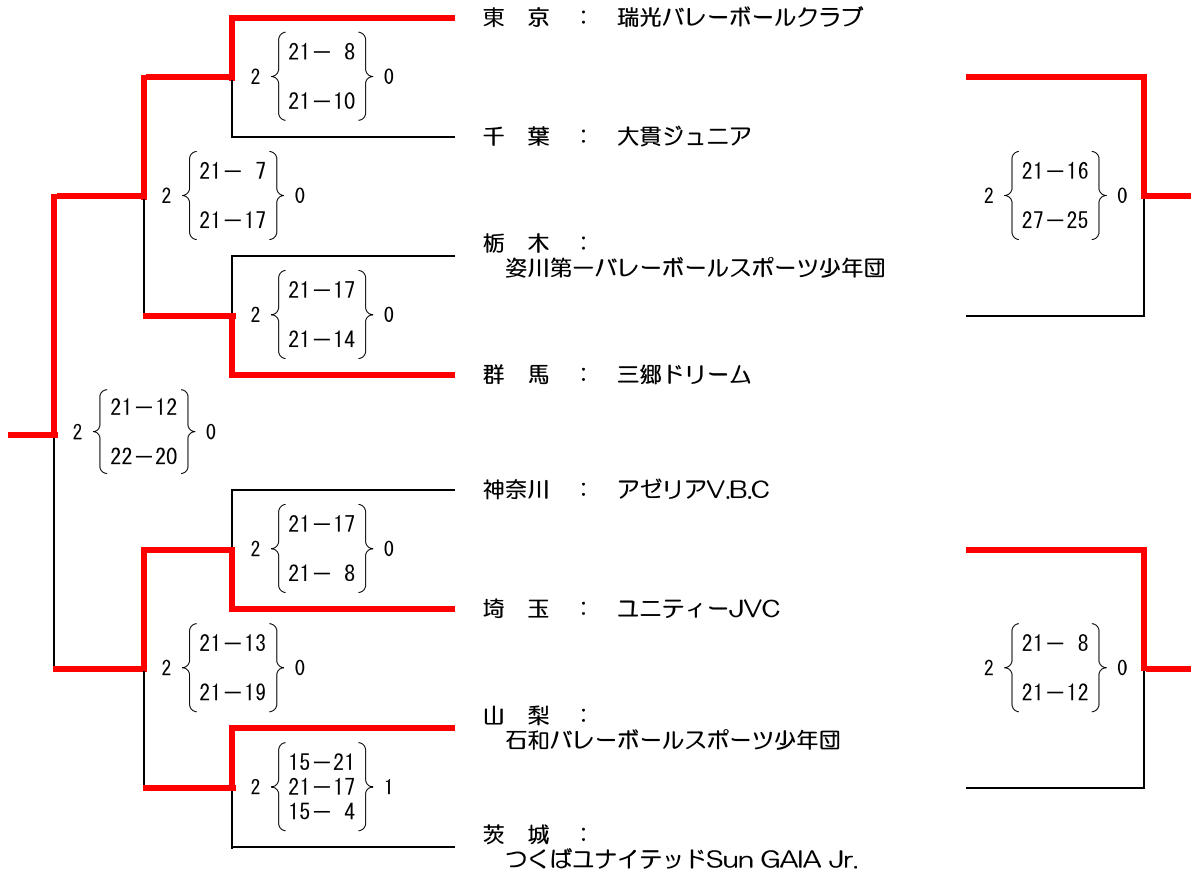 東　京　：　瑞光バレーボールクラブ
21－ 8
2 0
21－10
千　葉　：　大貫ジュニア
21－ 7
2 0
21－17
21－16
2 0
27－25
栃　木　：
姿川第一バレーボールスポーツ少年団
21－17
2 0
21－14
群　馬　：　三郷ドリーム
21－12
2 0
22－20
神奈川　：　アゼリアV.B.C
21－17
2 0
21－ 8
埼　玉　：　ユニティーJVC
21－13
2 0
21－19
21－ 8
2 0
21－12
山　梨　：
石和バレーボールスポーツ少年団
15－21
2 21－17 1
15－ 4
茨　城　：
つくばユナイテッドSun GAIA Jr.